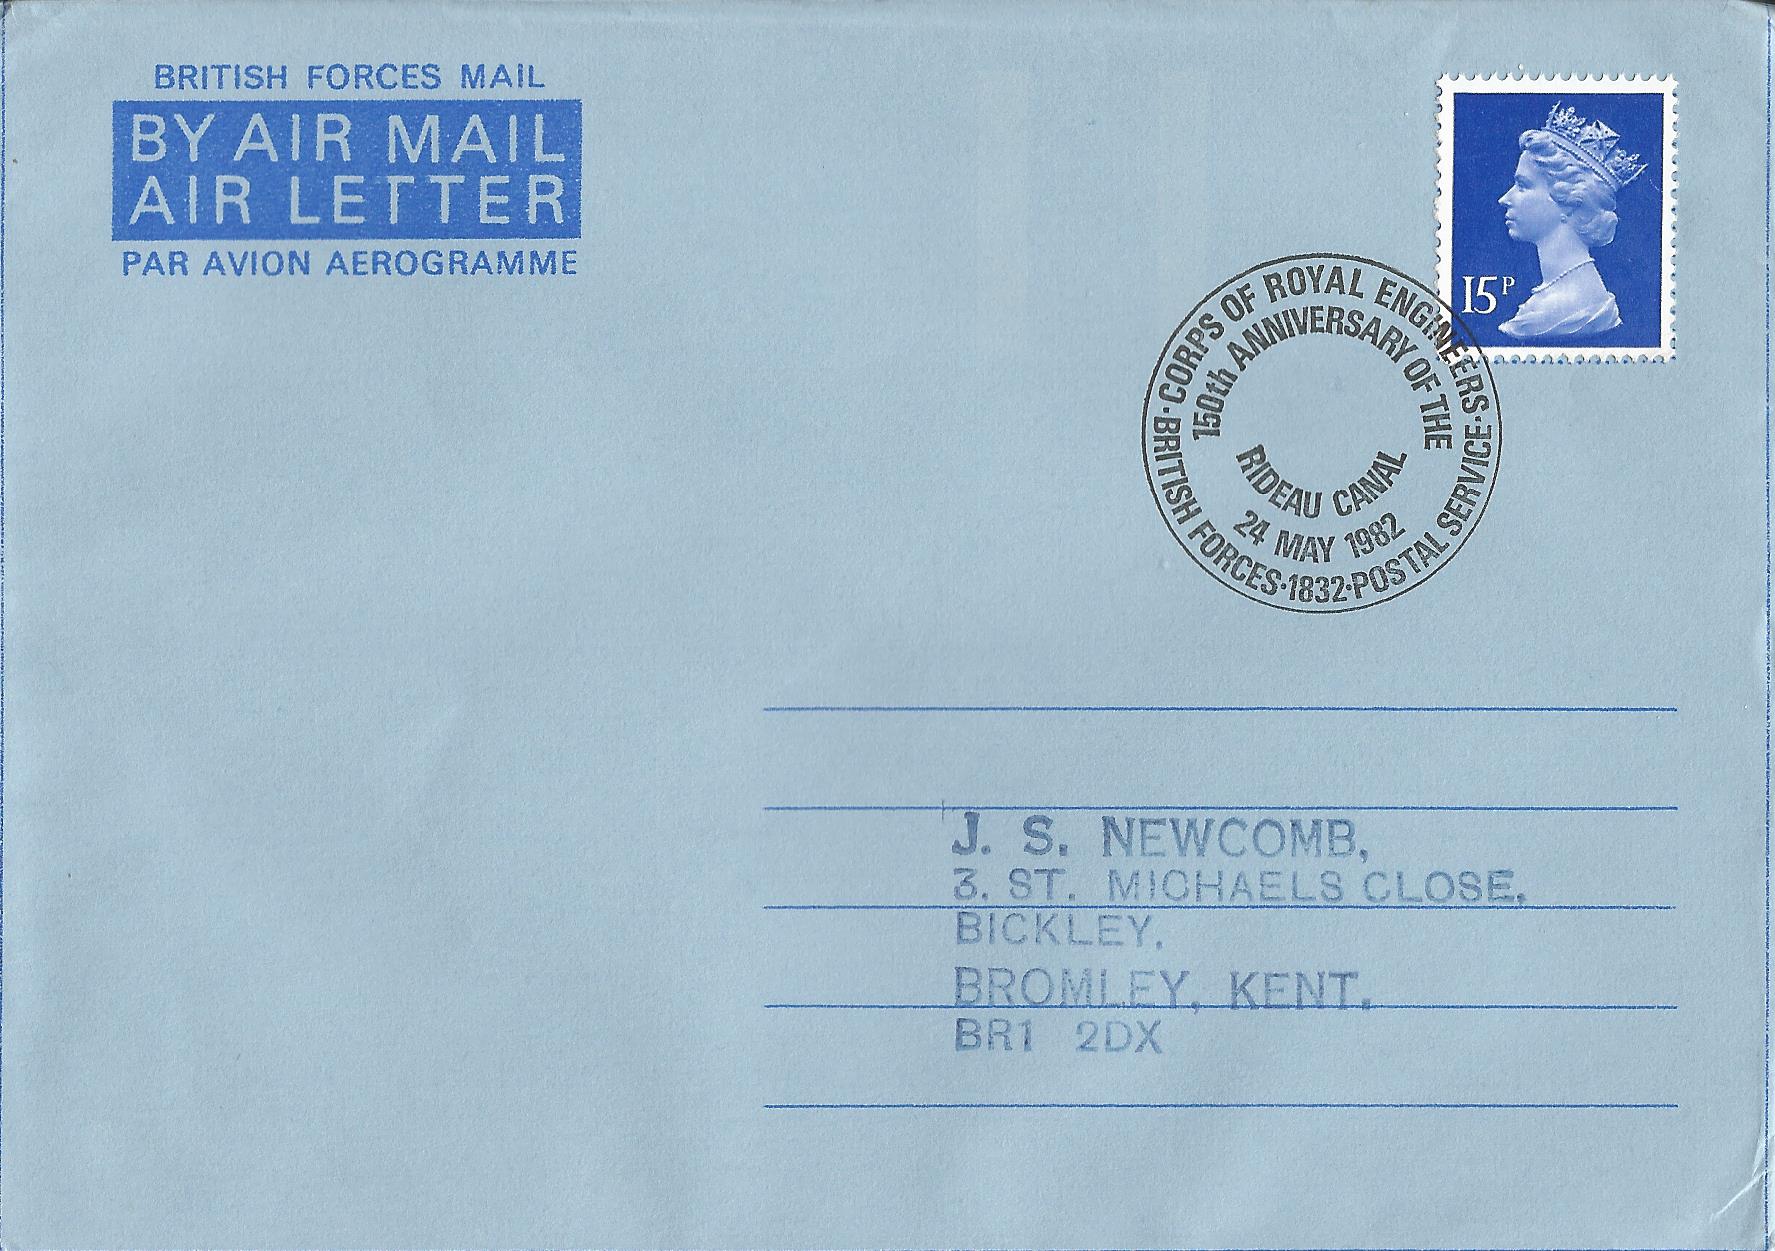 BRITISH FORCES MAIL
BY AIR MAIL
AIR LETTER
PAR AVION AEROGRAMME
15P
· CORPS OF ROYAL ENGINEERS ·
150th ANNIVERSARY OF THE
RIDEAU CANAL
24 MAY 1982
BRITISH FORCES · 1832 · POSTAL SERVICE
J. S. NEWCOMB,
3. ST. MICHAELS CLOSE,
BICKLEY.
BROMLEY, KENT.
BR1 2DX